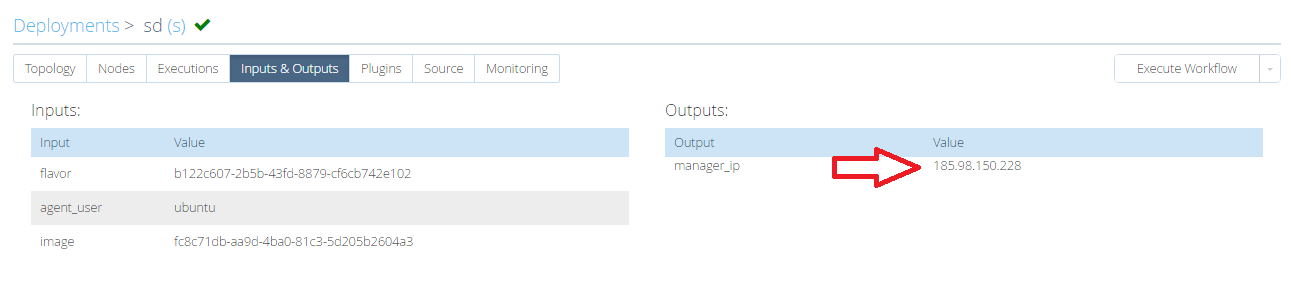 Deployments > sd (s)
Topology Nodes Executions Inputs & Outputs Plugins Source Monitoring Execute Workflow
Inputs:
Input Value
flavor b122c607-2b5b-43fd-8879-cf6cb742e102
agent_user ubuntu
image fc8c71db-aa9d-4ba0-81c3-5d205b2604a3
Outputs:
Output Value
manager_ip 185.98.150.228